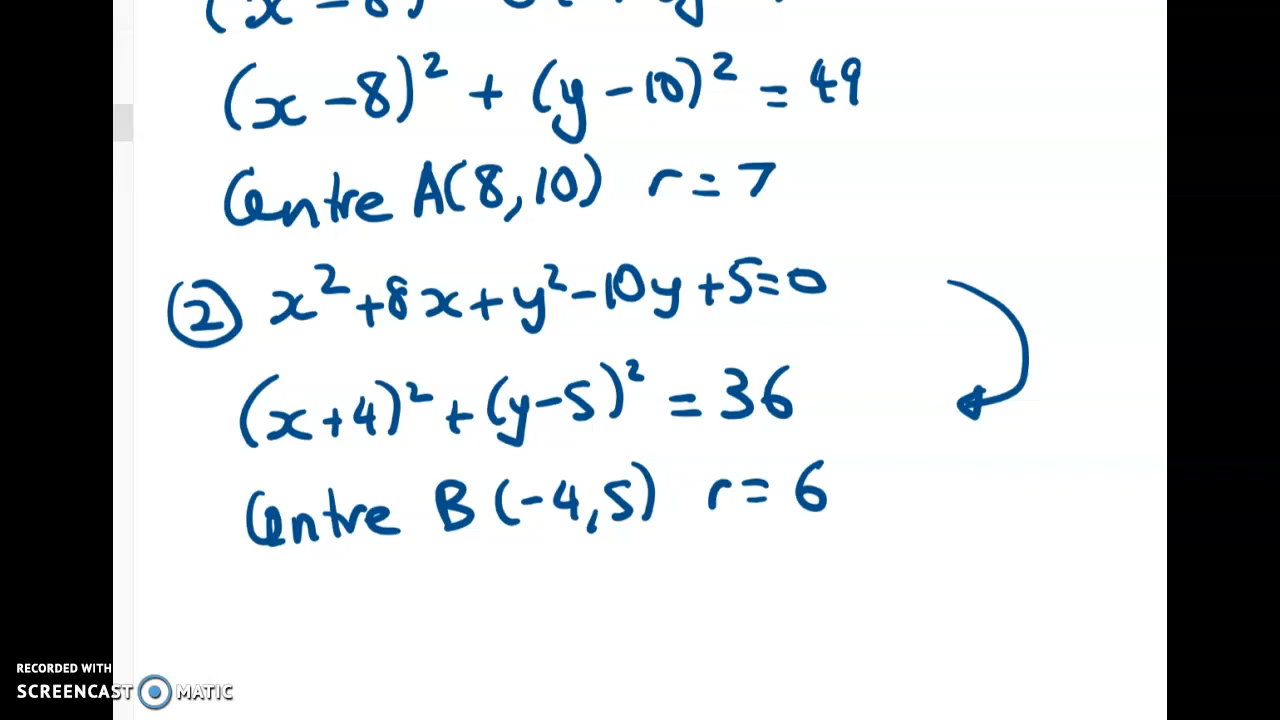 (x-8)² + (y-10)² = 49
Centre A(8,10) r=7
② x²+8x+y²-10y+5=0
(x+4)²+(y-5)² = 36
Centre B(-4,5) r=6
RECORDED WITH
SCREENCAST MATIC